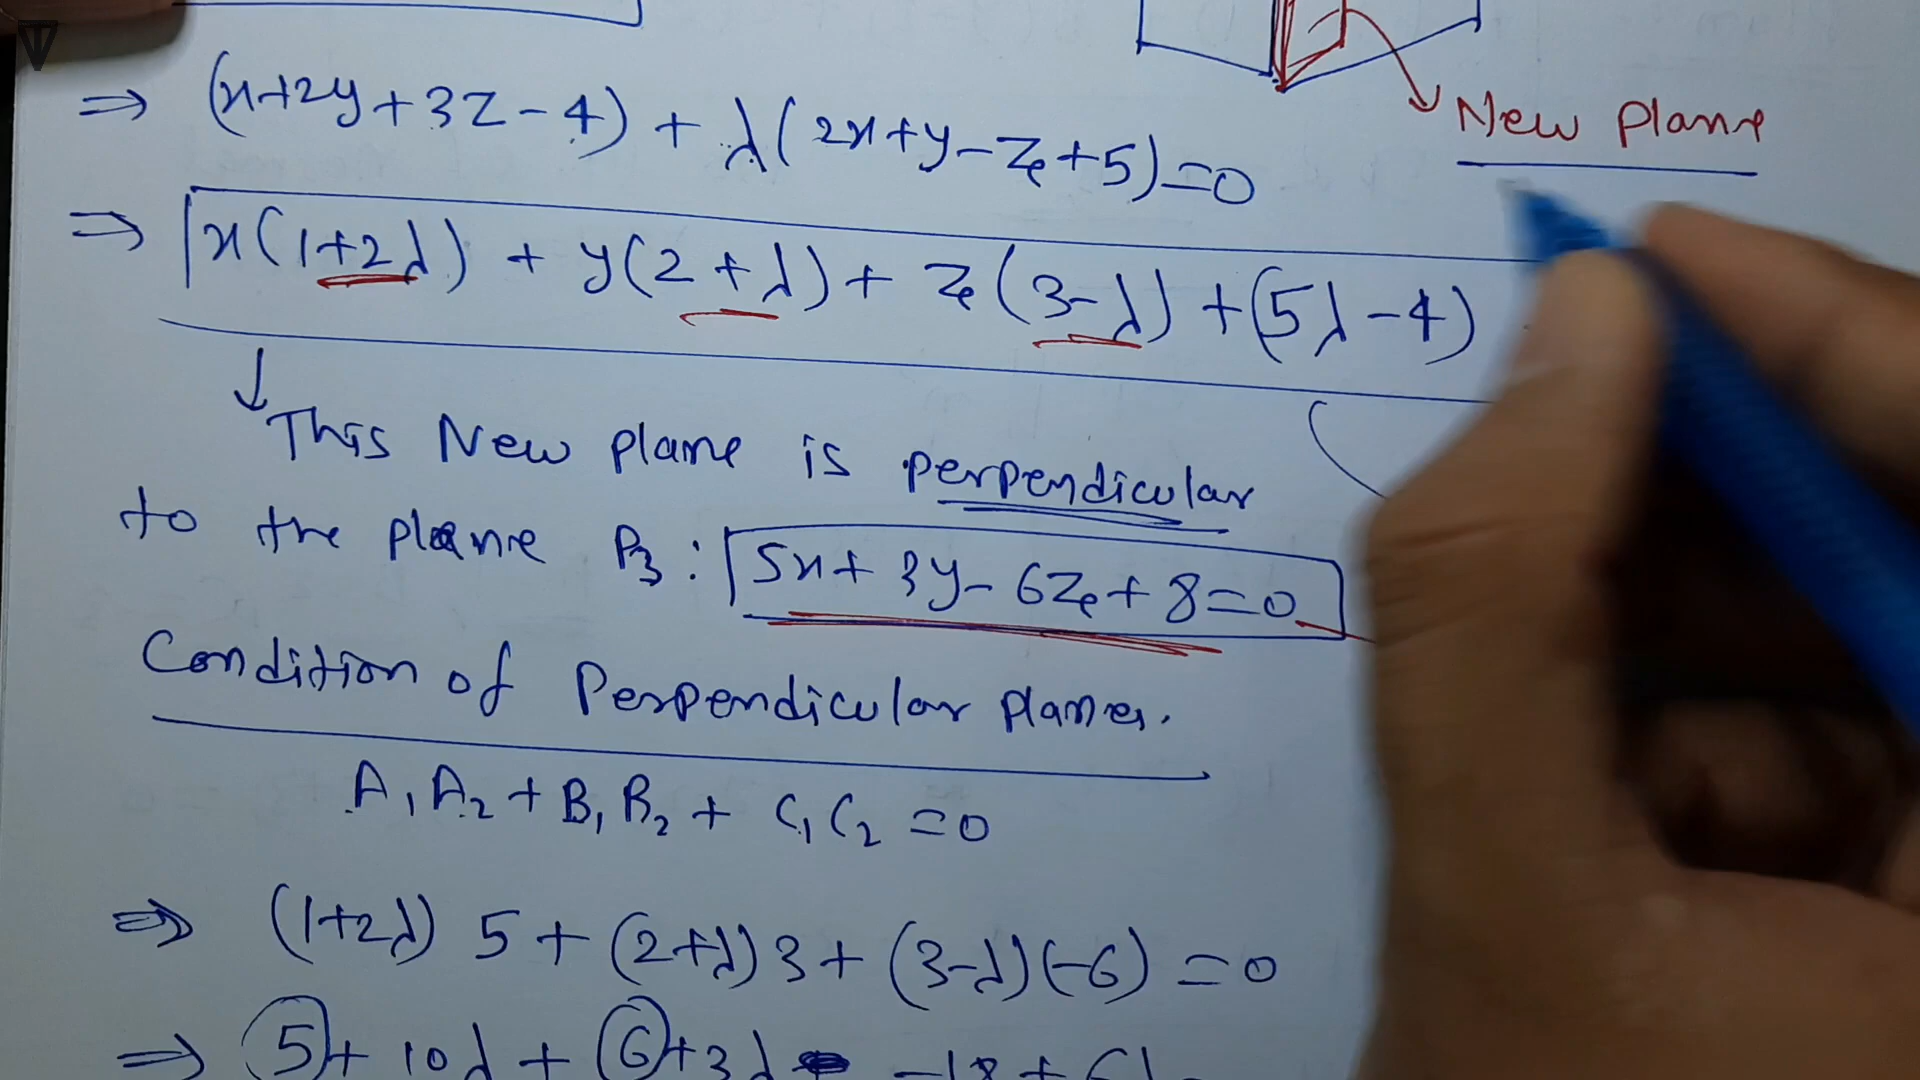 ⇒ (x+2y+3z-4) + λ(2x+y-z+5)=0
New plane
⇒ x(1+2λ) + y(2+λ) + z(3-λ) + (5λ-4)
↓ This New plane is perpendicular
to the plane P3: 5x+3y-6z+8=0
Condition of Perpendicular planes.
A₁A₂ + B₁B₂ + C₁C₂ =0
⇒ (1+2λ) 5 + (2+λ)3 + (3-λ)(-6) =0
⇒ 5 + 10λ + 6+3λ -18 + 6λ